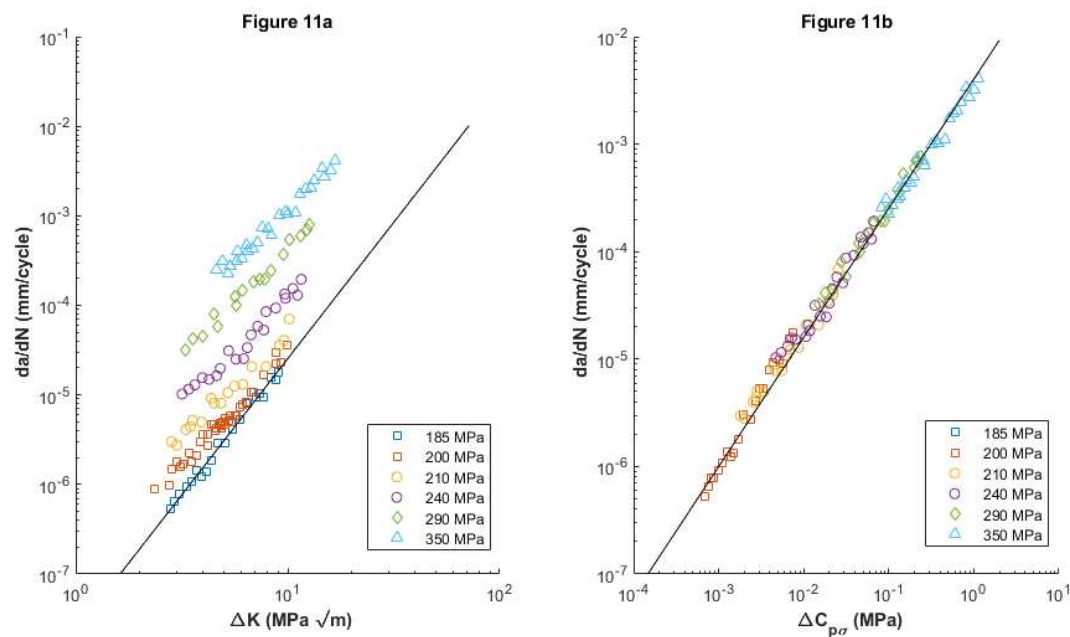 Figure 11a
10^-1
10^-2
10^-3
10^-4
10^-5
10^-6
10^-7
da/dN (mm/cycle)
10^0
10^1
10^2
ΔK (MPa √m)
185 MPa
200 MPa
210 MPa
240 MPa
290 MPa
350 MPa
Figure 11b
10^-2
10^-3
10^-4
10^-5
10^-6
10^-7
da/dN (mm/cycle)
10^-4
10^-3
10^-2
10^-1
10^0
10^1
ΔC_pσ (MPa)
185 MPa
200 MPa
210 MPa
240 MPa
290 MPa
350 MPa